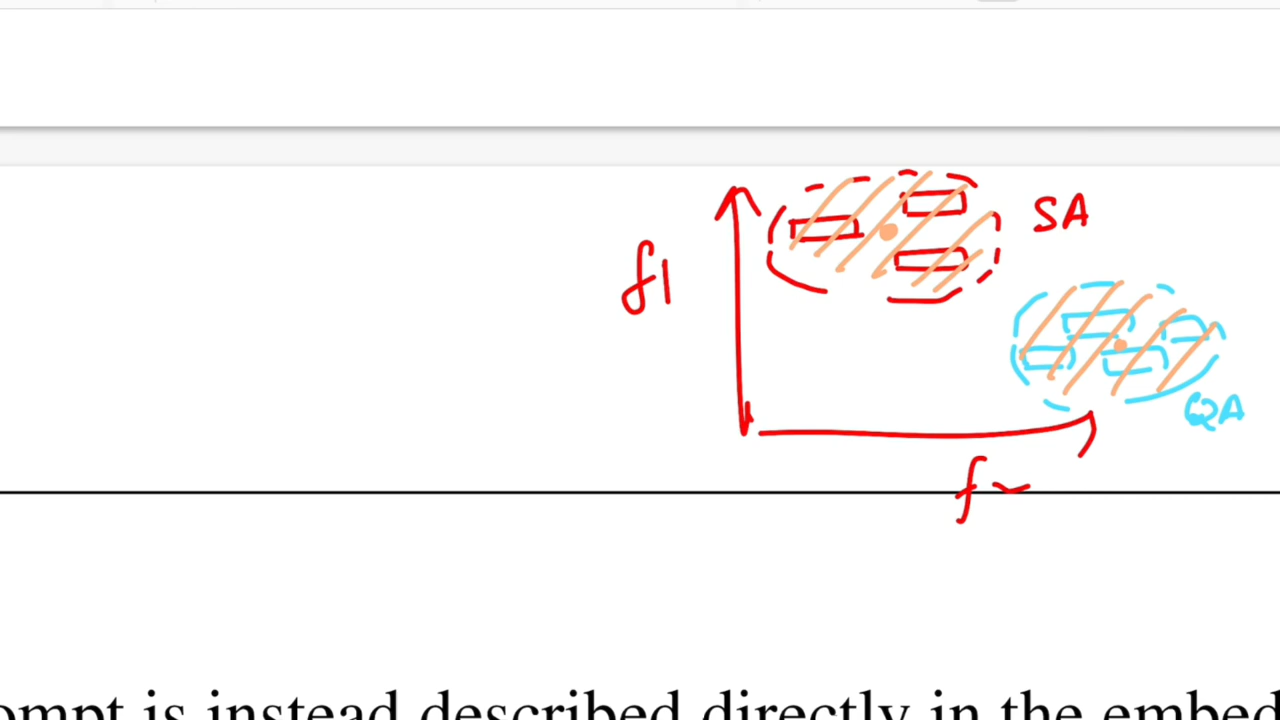 SA
f1
QA
f~
ompt is instead described directly in the embed